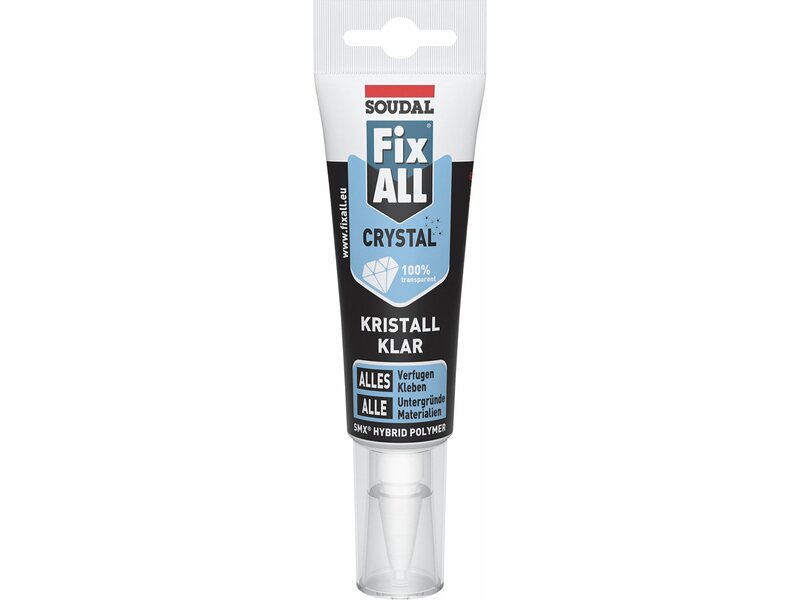 SOUDAL
Fix®
ALL
CRYSTAL
www.fixall.eu
100%
transparent
KRISTALL
KLAR
ALLES Verfugen
Kleben
ALLE Untergründe
Materialien
SMX® HYBRID POLYMER